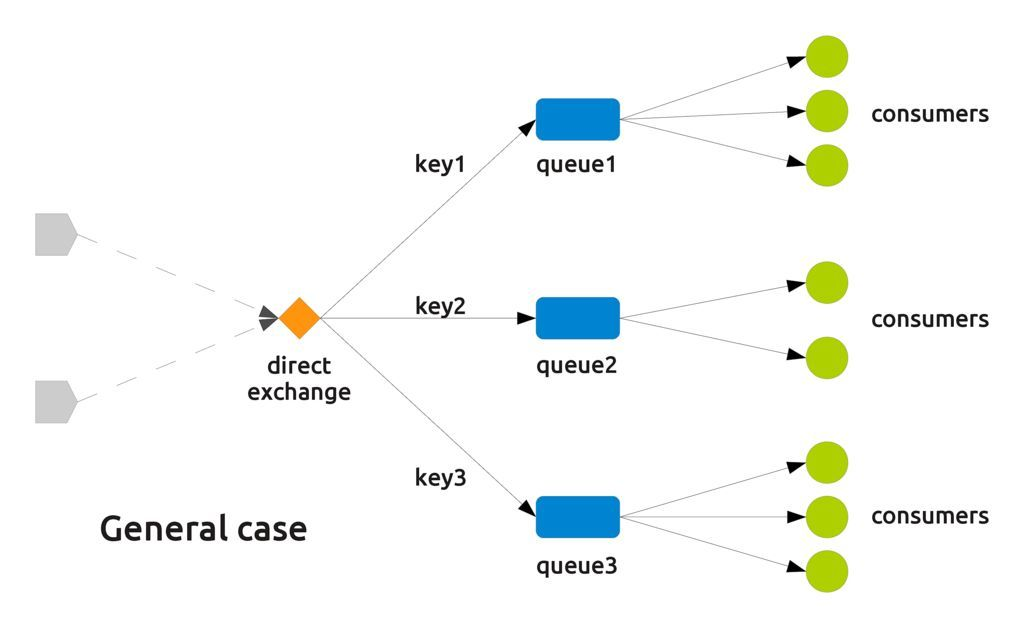 key1
queue1
consumers
key2
direct
exchange
queue2
consumers
key3
General case
queue3
consumers